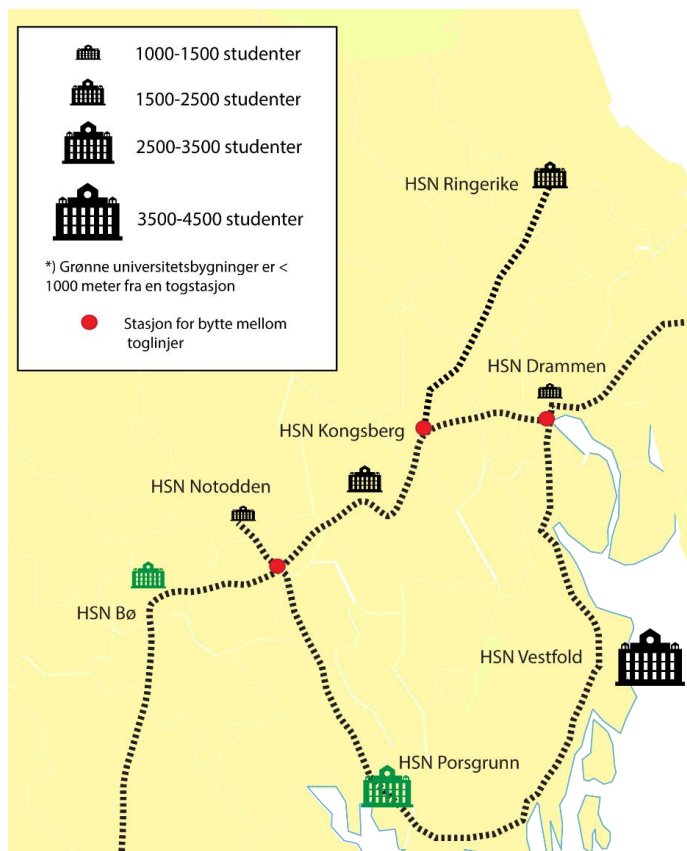 1000-1500 studenter
1500-2500 studenter
2500-3500 studenter
3500-4500 studenter
*) Grønne universitetsbygninger er <
1000 meter fra en togstasjon
Stasjon for bytte mellom
toglinjer
HSN Ringerike
HSN Drammen
HSN Kongsberg
HSN Notodden
HSN Bø
HSN Vestfold
HSN Porsgrunn